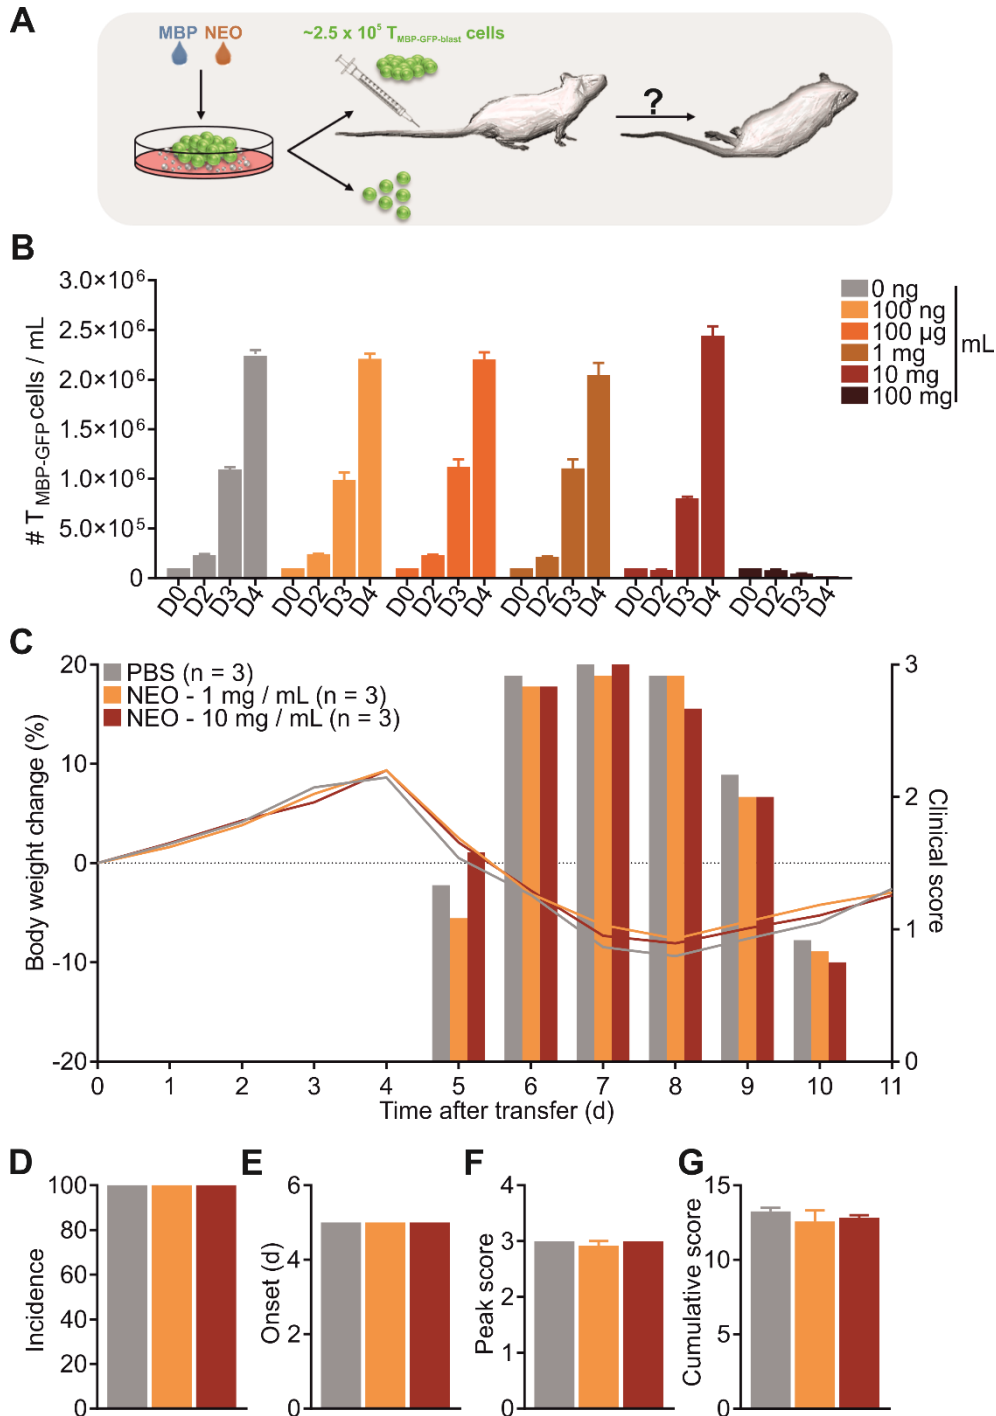 A
MBP NEO
~2.5 x 10⁵ T_MBP-GFP-blast cells
?
B
# T_MBP-GFP cells / mL
3.0×10⁶
2.5×10⁶
2.0×10⁶
1.5×10⁶
1.0×10⁶
5.0×10⁵
0
D0 D2 D3 D4 D0 D2 D3 D4 D0 D2 D3 D4 D0 D2 D3 D4 D0 D2 D3 D4 D0 D2 D3 D4
0 ng
100 ng
100 µg
1 mg
10 mg
100 mg
mL
C
PBS (n = 3)
NEO - 1 mg / mL (n = 3)
NEO - 10 mg / mL (n = 3)
Body weight change (%)
20
10
0
-10
-20
Clinical score
3
2
1
0
0 1 2 3 4 5 6 7 8 9 10 11
Time after transfer (d)
D
Incidence
100
80
60
40
20
0
E
Onset (d)
6
4
2
0
F
Peak score
4
3
2
1
0
G
Cumulative score
15
10
5
0